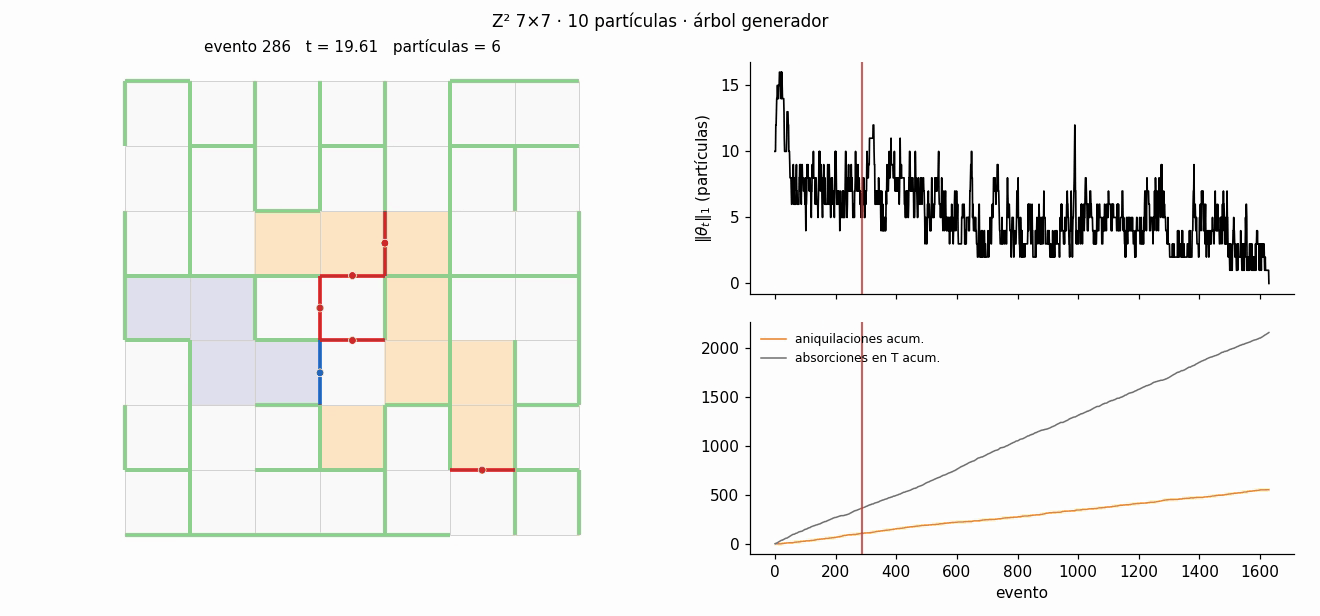 Z² 7×7 · 10 partículas · árbol generador
evento 286   t = 19.61   partículas = 6
‖θₜ‖₁ (partículas)
15
10
5
0
aniquilaciones acum.
absorciones en T acum.
2000
1500
1000
500
0
0 200 400 600 800 1000 1200 1400 1600
evento